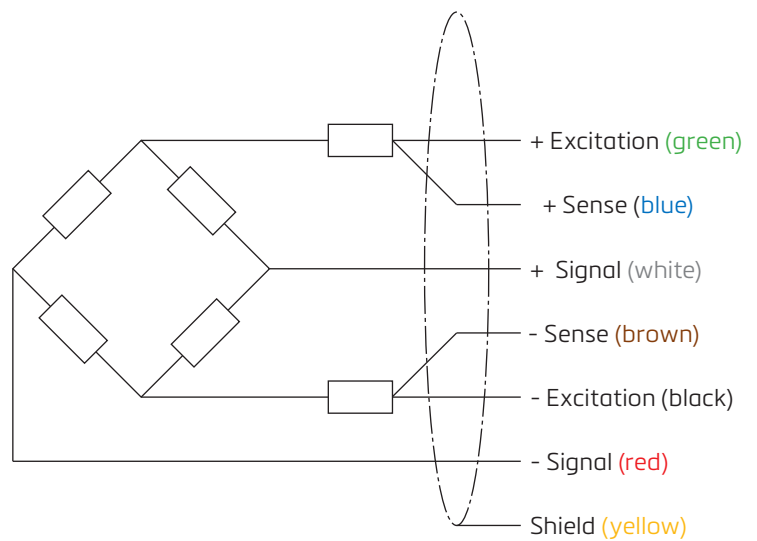 + Excitation (green)
+ Sense (blue)
+ Signal (white)
- Sense (brown)
- Excitation (black)
- Signal (red)
Shield (yellow)